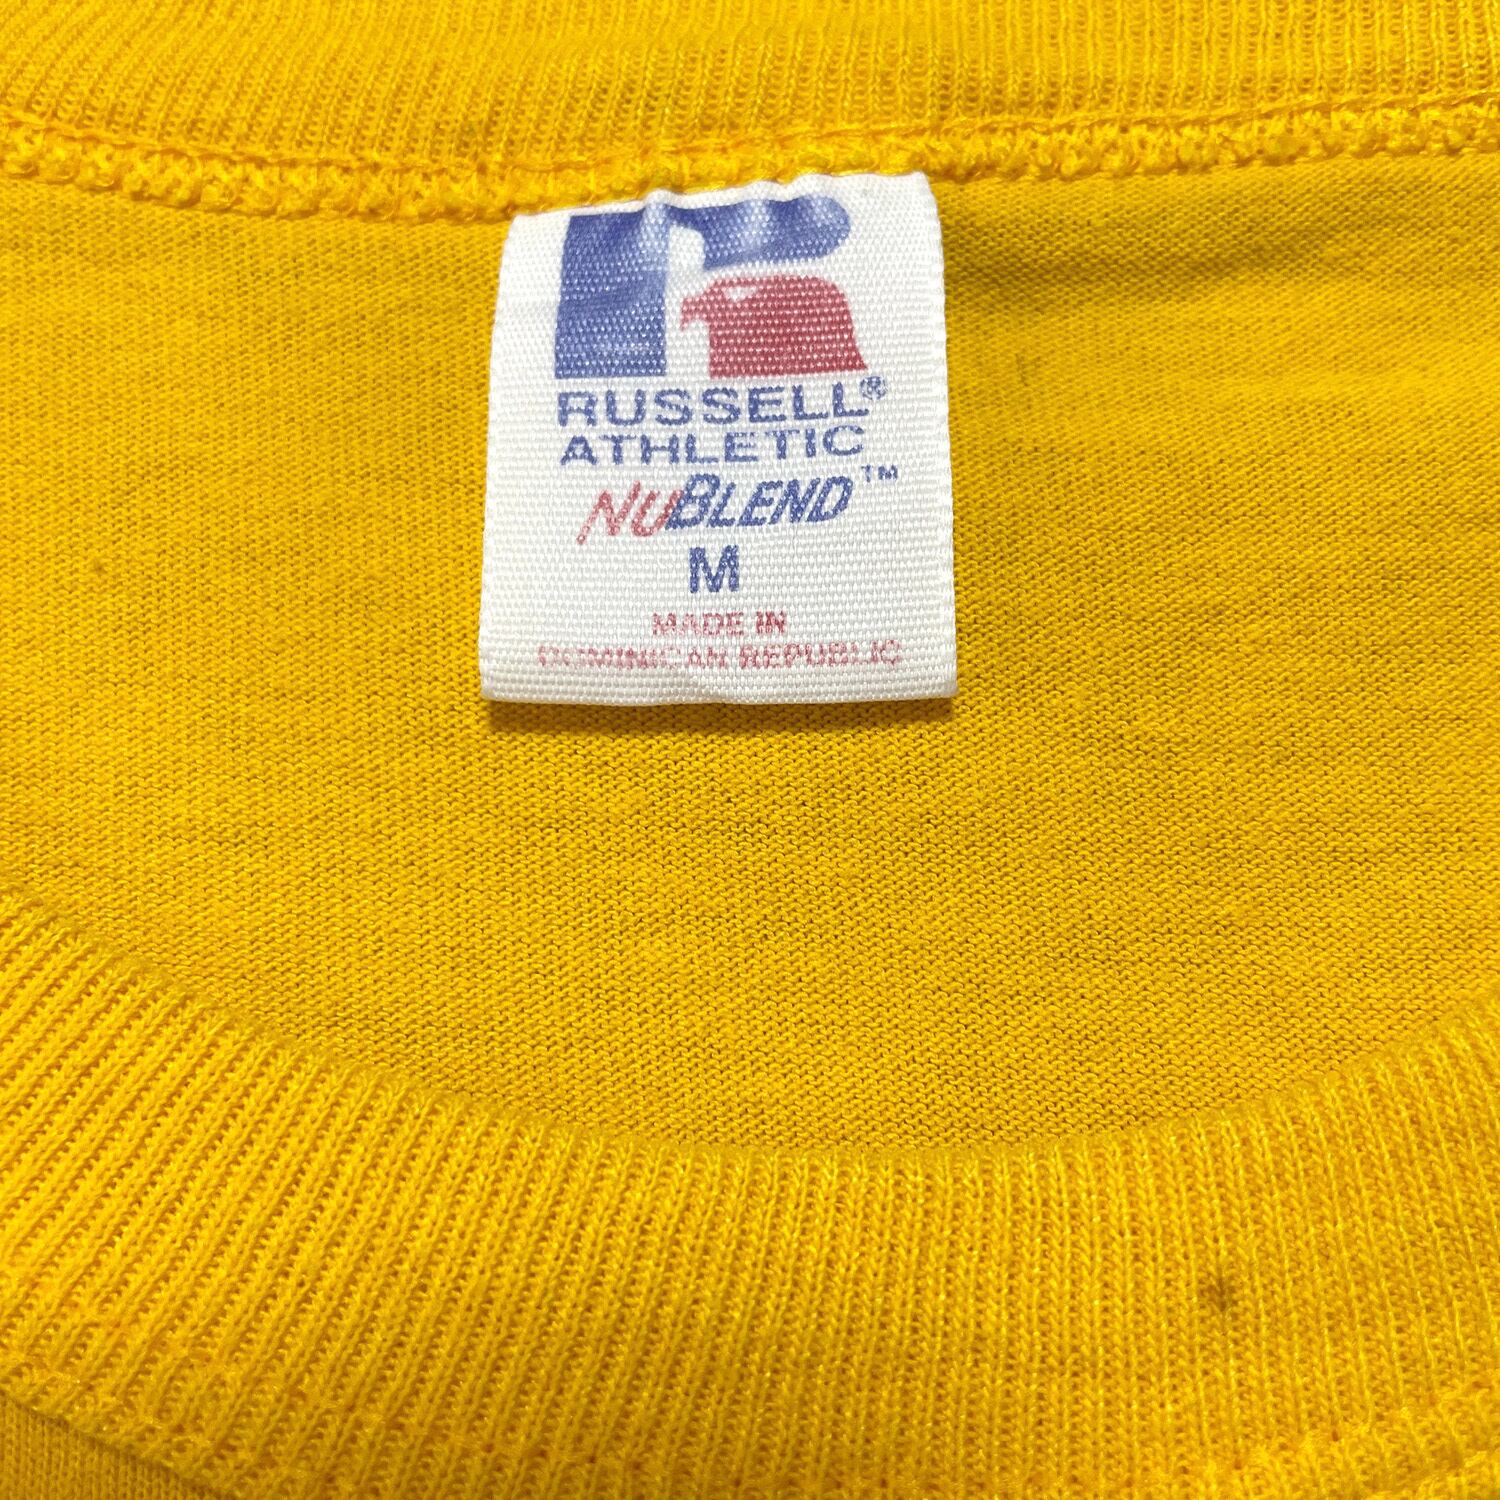 RUSSELL®
ATHLETIC
NUBLEND™
M
MADE IN
DOMINICAN REPUBLIC